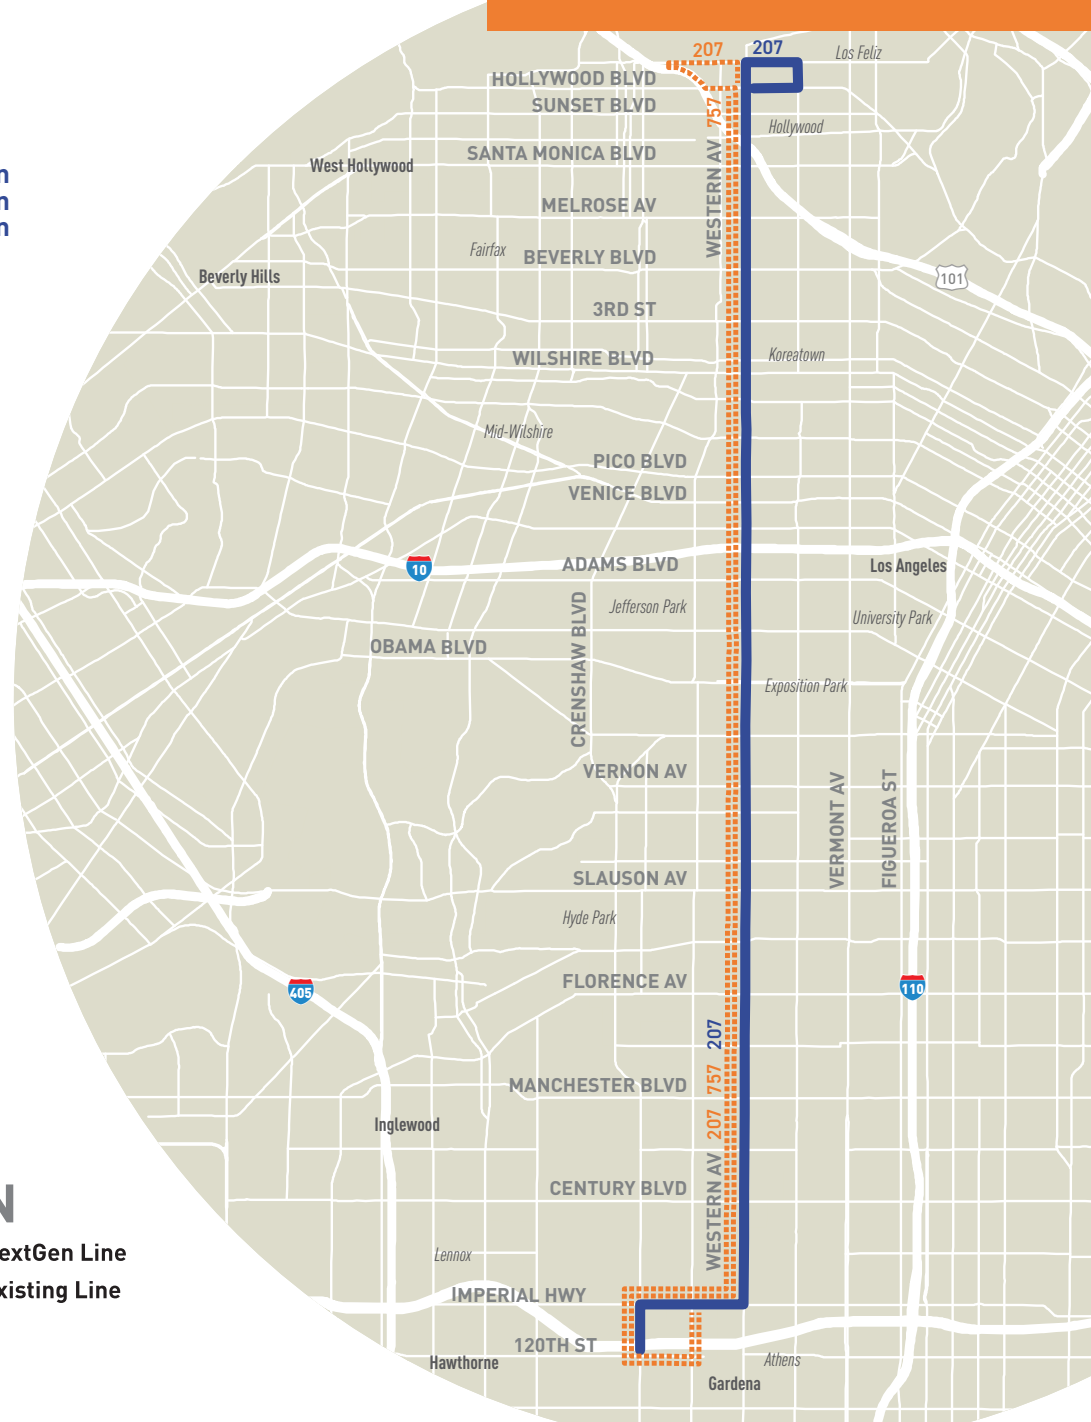 207
207
Los Feliz
HOLLYWOOD BLVD
SUNSET BLVD
757
Hollywood
SANTA MONICA BLVD
West Hollywood
n
n
n
MELROSE AV
WESTERN AV
Fairfax
BEVERLY BLVD
Beverly Hills
101
3RD ST
WILSHIRE BLVD
Koreatown
Mid-Wilshire
PICO BLVD
VENICE BLVD
10
ADAMS BLVD
Los Angeles
Jefferson Park
University Park
OBAMA BLVD
CRENSHAW BLVD
Exposition Park
VERNON AV
VERMONT AV
FIGUEROA ST
SLAUSON AV
Hyde Park
FLORENCE AV
405
110
207
757
207
MANCHESTER BLVD
Inglewood
CENTURY BLVD
WESTERN AV
N
extGen Line
xisting Line
Lennox
IMPERIAL HWY
120TH ST
Hawthorne
Athens
Gardena